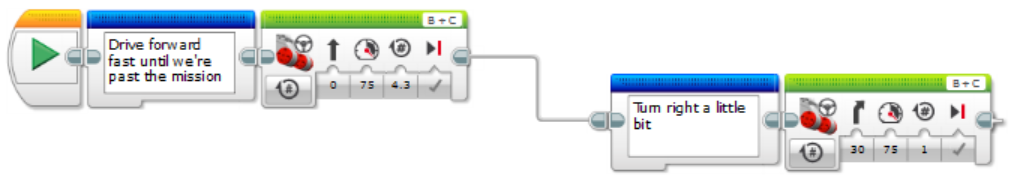 B+C
Drive forward
fast until we're
past the mission
#
#
0 75 4.3
B+C
Turn right a little
bit
#
#
30 75 1